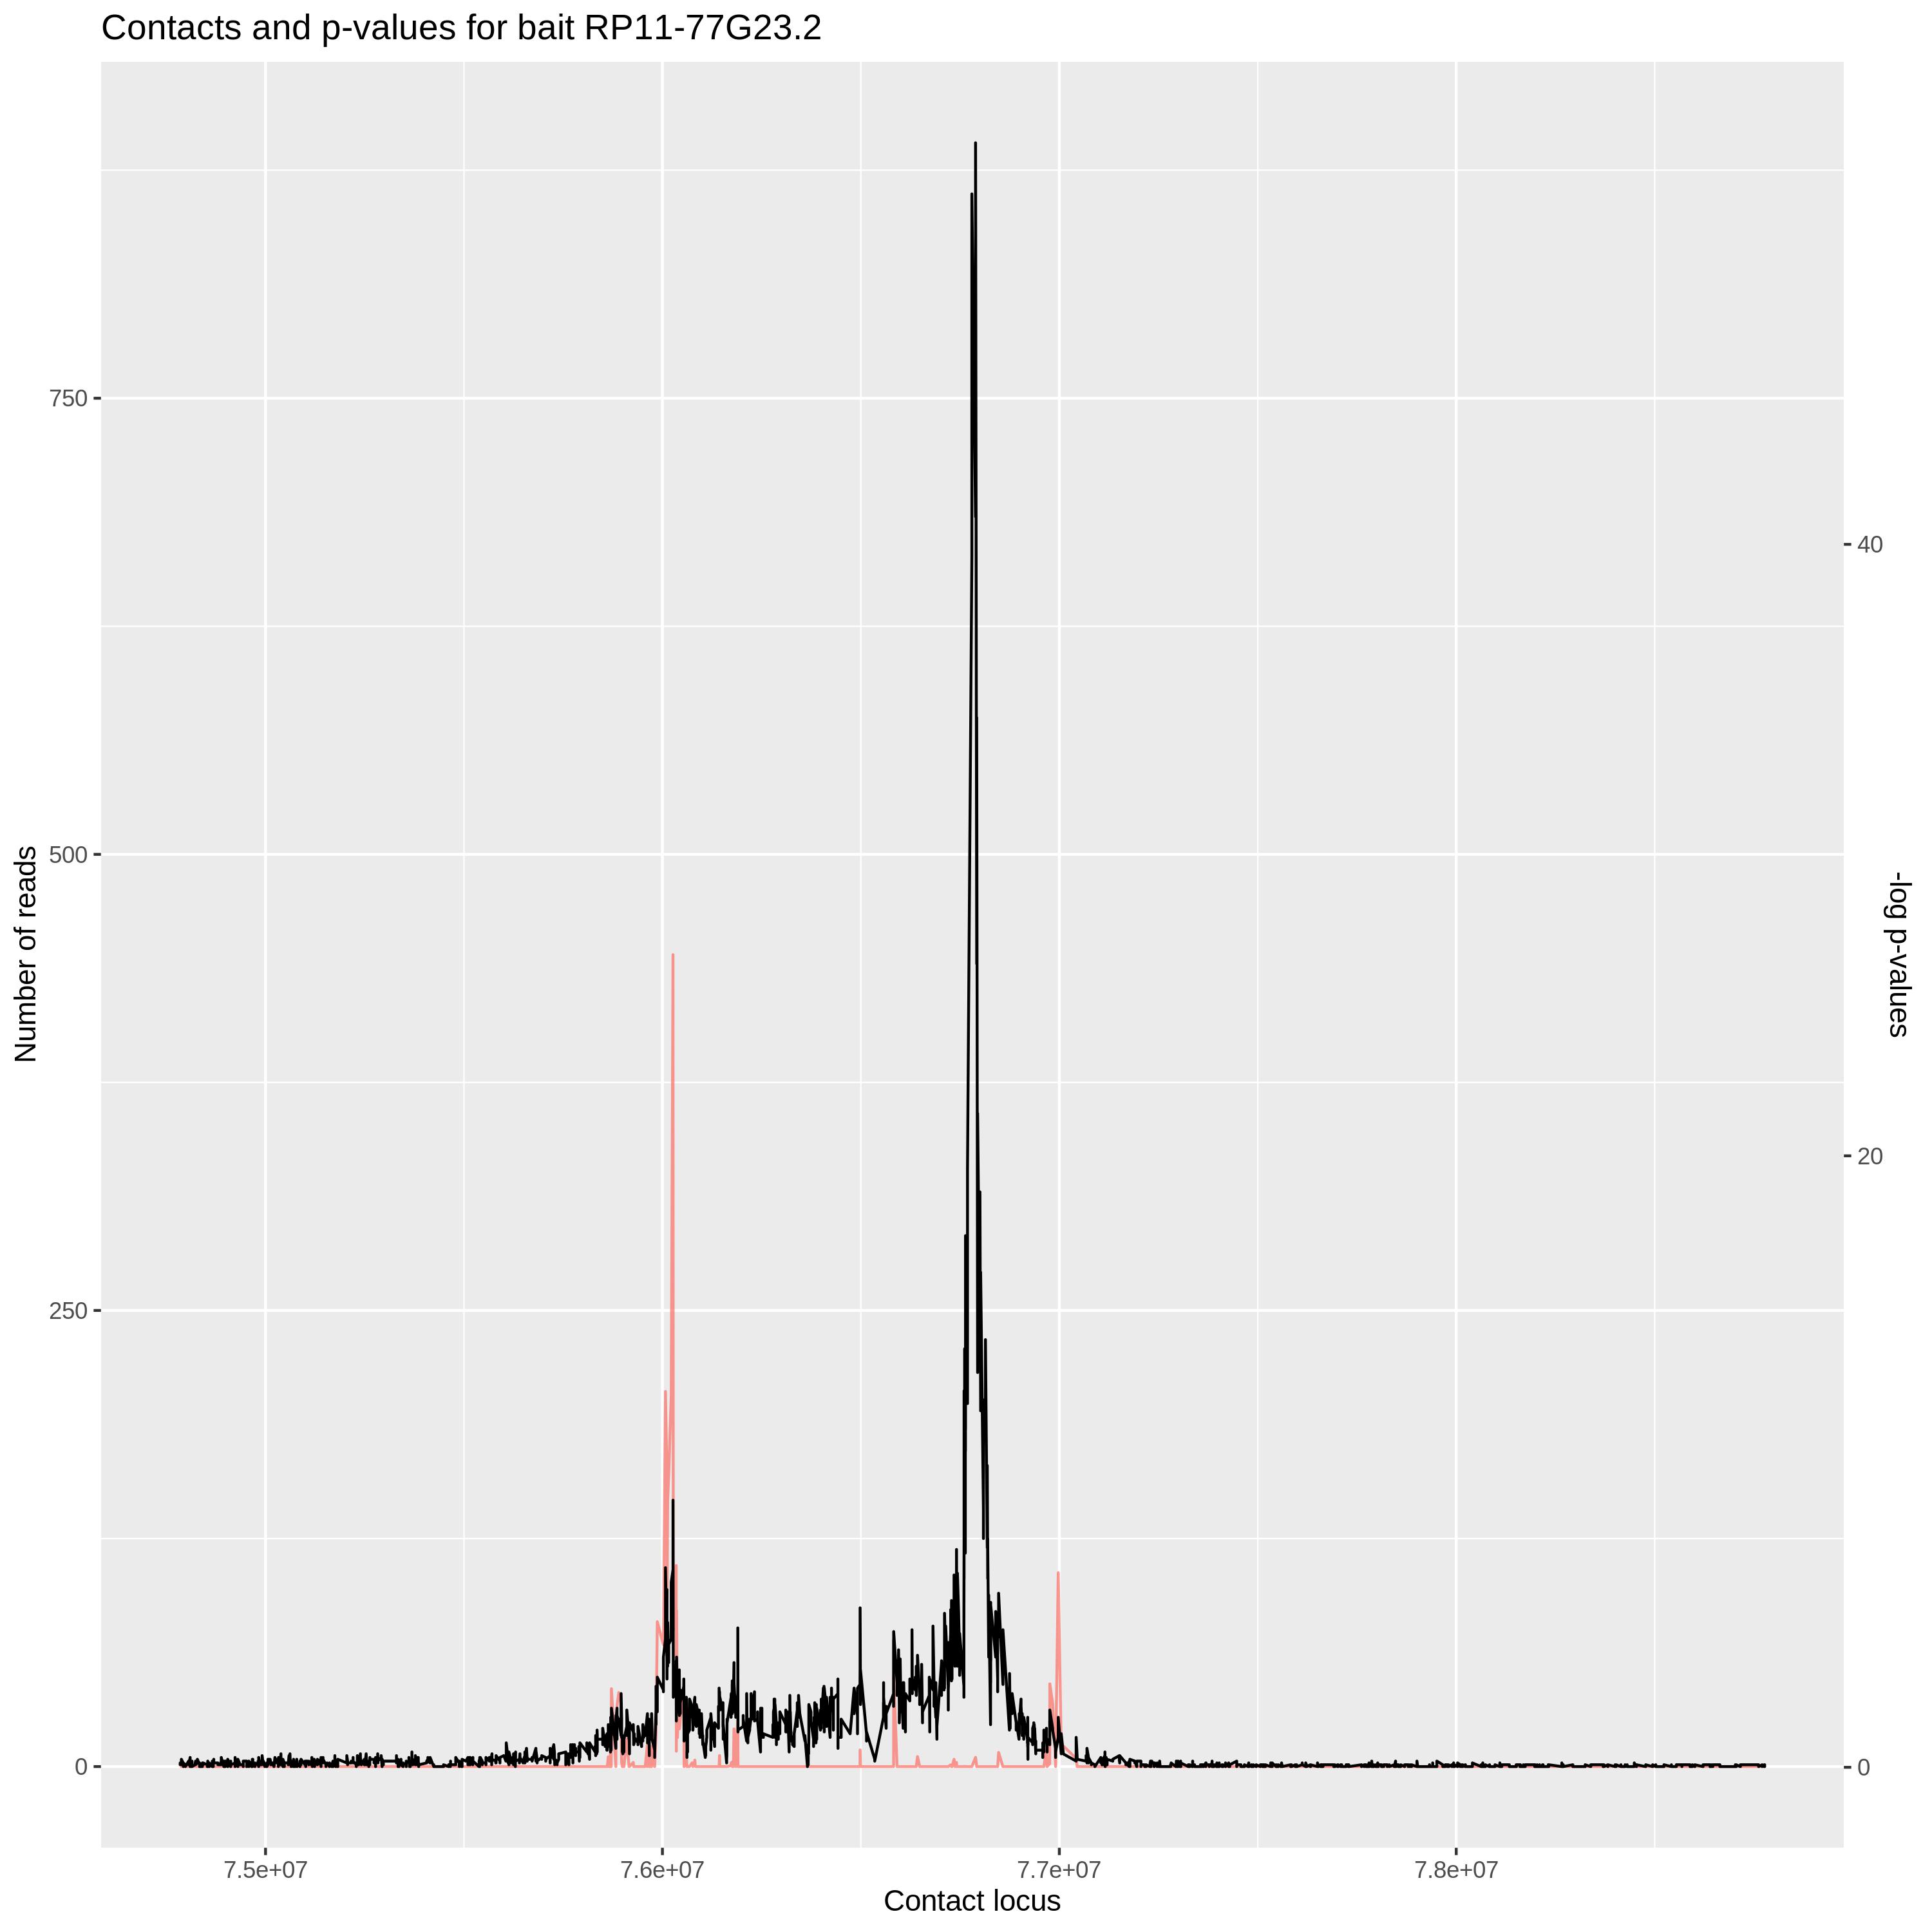 Contacts and p-values for bait RP11-77G23.2
750
500
250
0
Number of reads
40
20
0
-log p-values
7.5e+07
7.6e+07
7.7e+07
7.8e+07
Contact locus